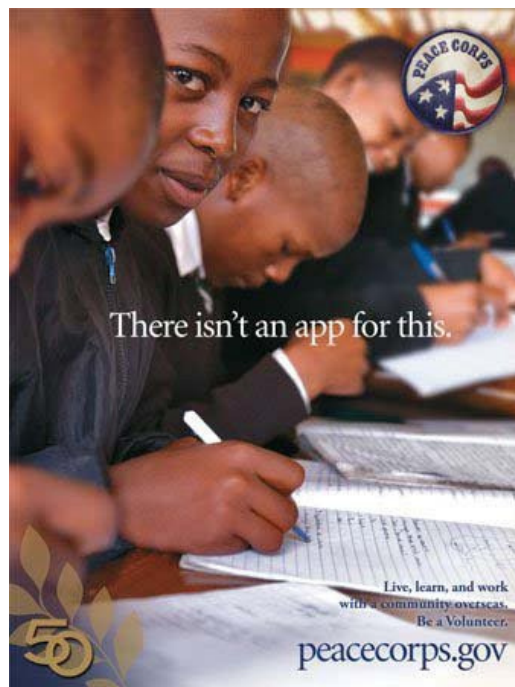 PEACE CORPS
There isn't an app for this.
Live, learn, and work
with a community overseas.
Be a Volunteer.
peacecorps.gov
50